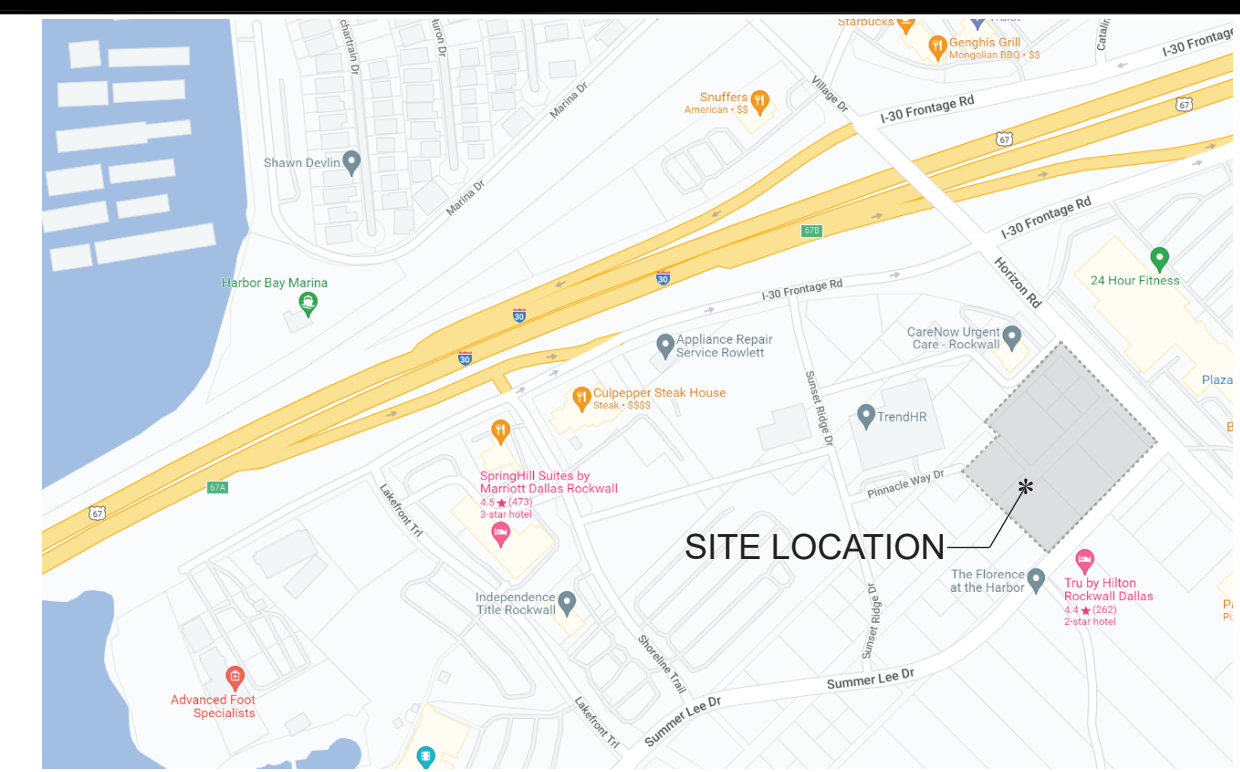 Starbucks
Genghis Grill
Mongolian BBQ • $$
I-30 Frontage
Village Dr
I-30 Frontage Rd
67
67
Snuffers
American • $$
Marina Dr
Shawn Devlin
Marina Dr
67B
I-30 Frontage Rd
Horizon Rd
24 Hour Fitness
Harbor Bay Marina
30
I-30 Frontage Rd
30
30
Appliance Repair
Service Rowlett
CareNow Urgent
Care - Rockwall
Plaza
Culpepper Steak House
Steak • $$$$
Sunset Ridge Dr
TrendHR
SpringHill Suites by
Marriott Dallas Rockwall
4.5 ★ (473)
3-star hotel
67A
67
Lakefront Trl
Pinnacle Way Dr
*
SITE LOCATION
The Florence
at the Harbor
Tru by Hilton
Rockwall Dallas
4.4 ★ (262)
2-star hotel
Independence
Title Rockwall
Sunset Ridge Dr
Shoreline Trail
Summer Lee Dr
Advanced Foot
Specialists
Lakefront Trl
Summer Lee Dr